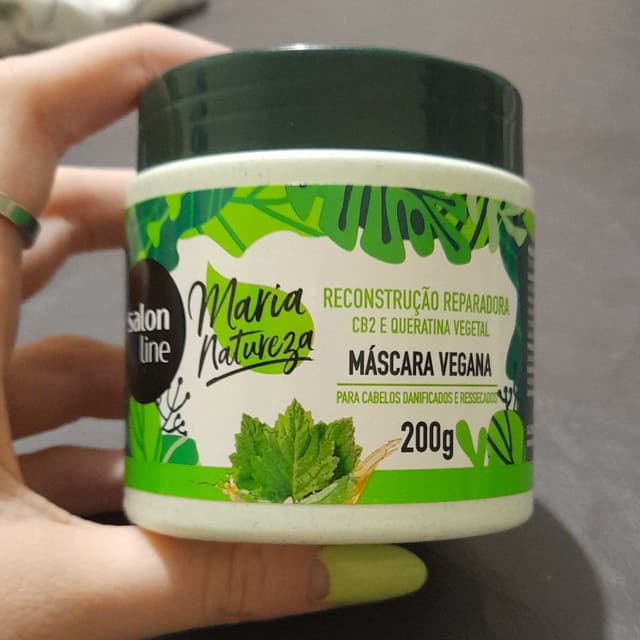 salon
line
Maria
Natureza
RECONSTRUÇÃO REPARADORA
CB2 E QUERATINA VEGETAL
MÁSCARA VEGANA
PARA CABELOS DANIFICADOS E RESSECADOS
200g